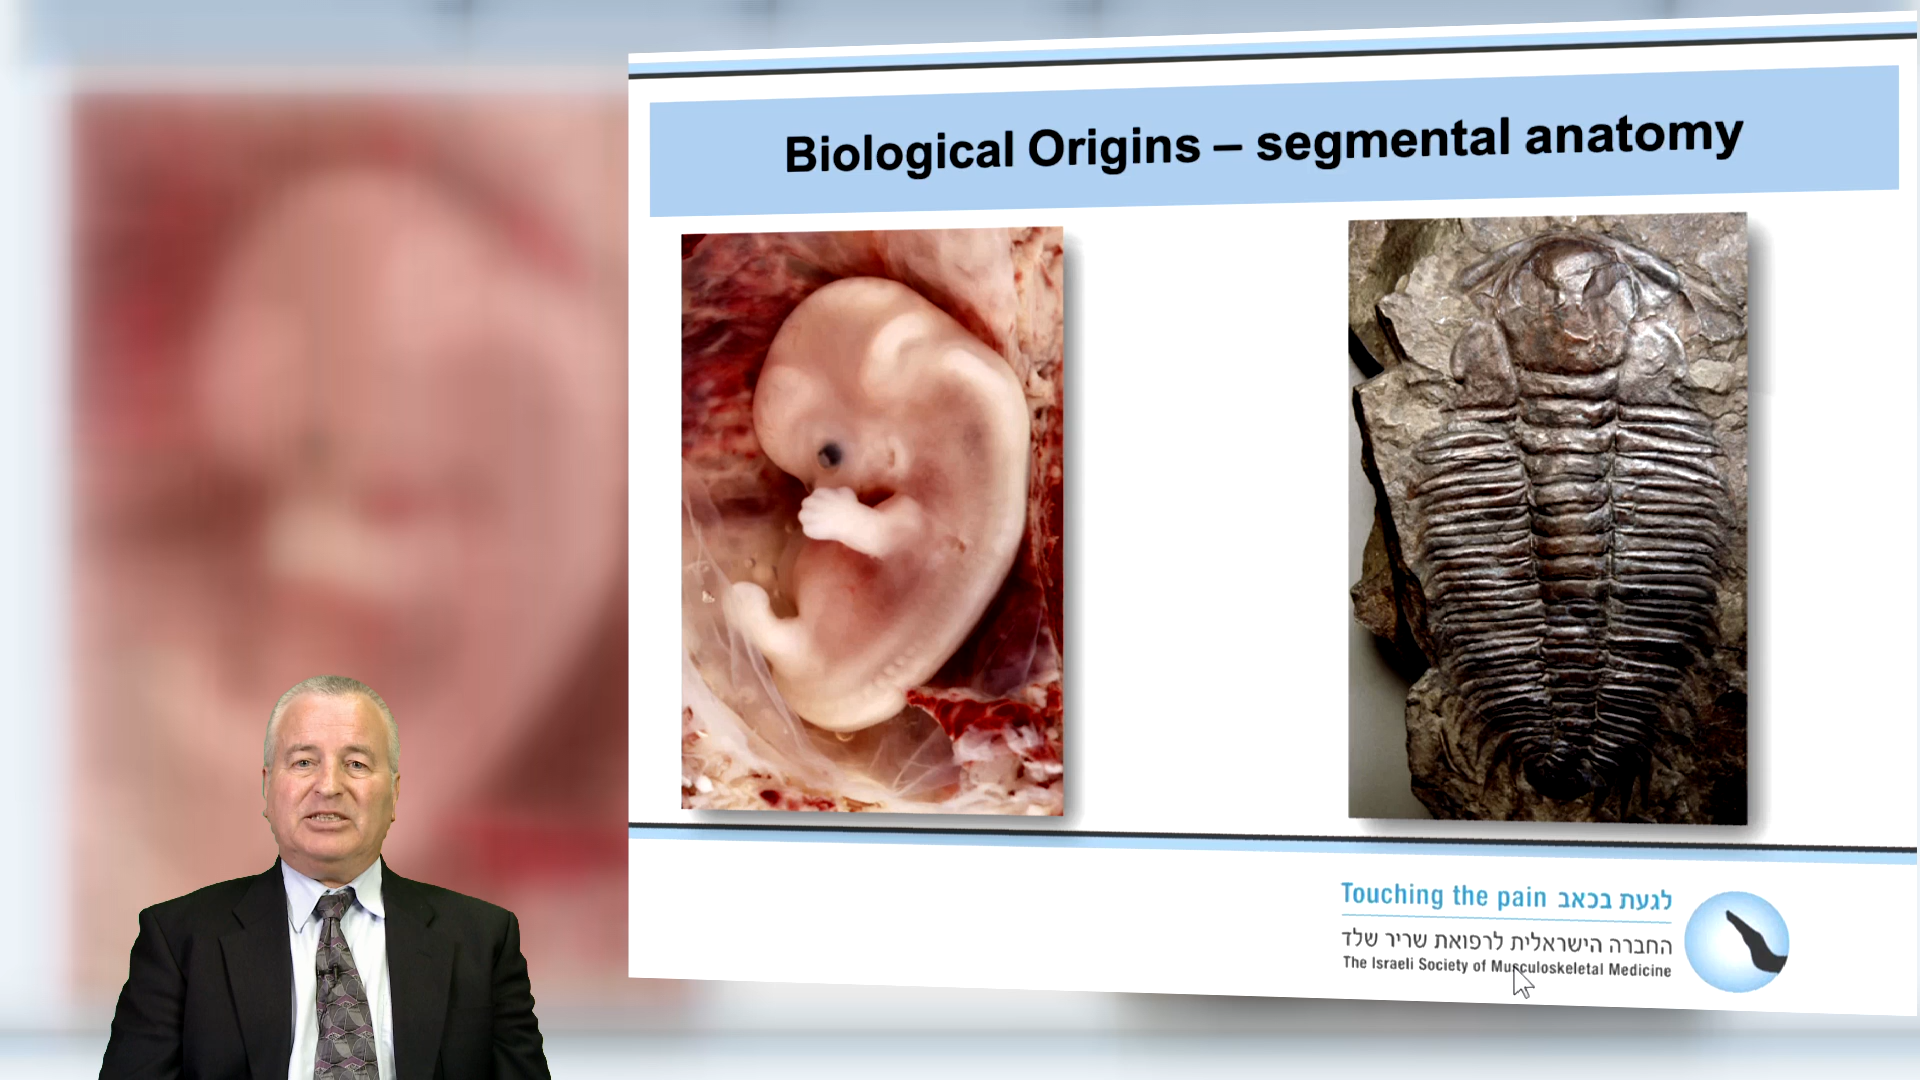 Biological Origins – segmental anatomy
Touching the pain לגעת בכאב
החברה הישראלית לרפואת שריר שלד
The Israeli Society of Musculoskeletal Medicine